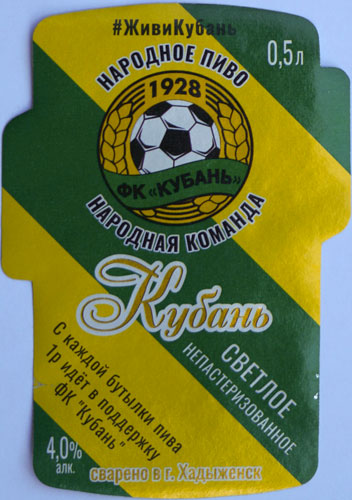 #ЖивиКубань
0,5л
НАРОДНОЕ ПИВО
1928
ФК «КУБАНЬ»
НАРОДНАЯ КОМАНДА
Кубань
СВЕТЛОЕ
НЕПАСТЕРИЗОВАННОЕ
С каждой бутылки пива
1р идёт в поддержку
ФК "Кубань"
4,0%
алк.
сварено в г. Хадыженск